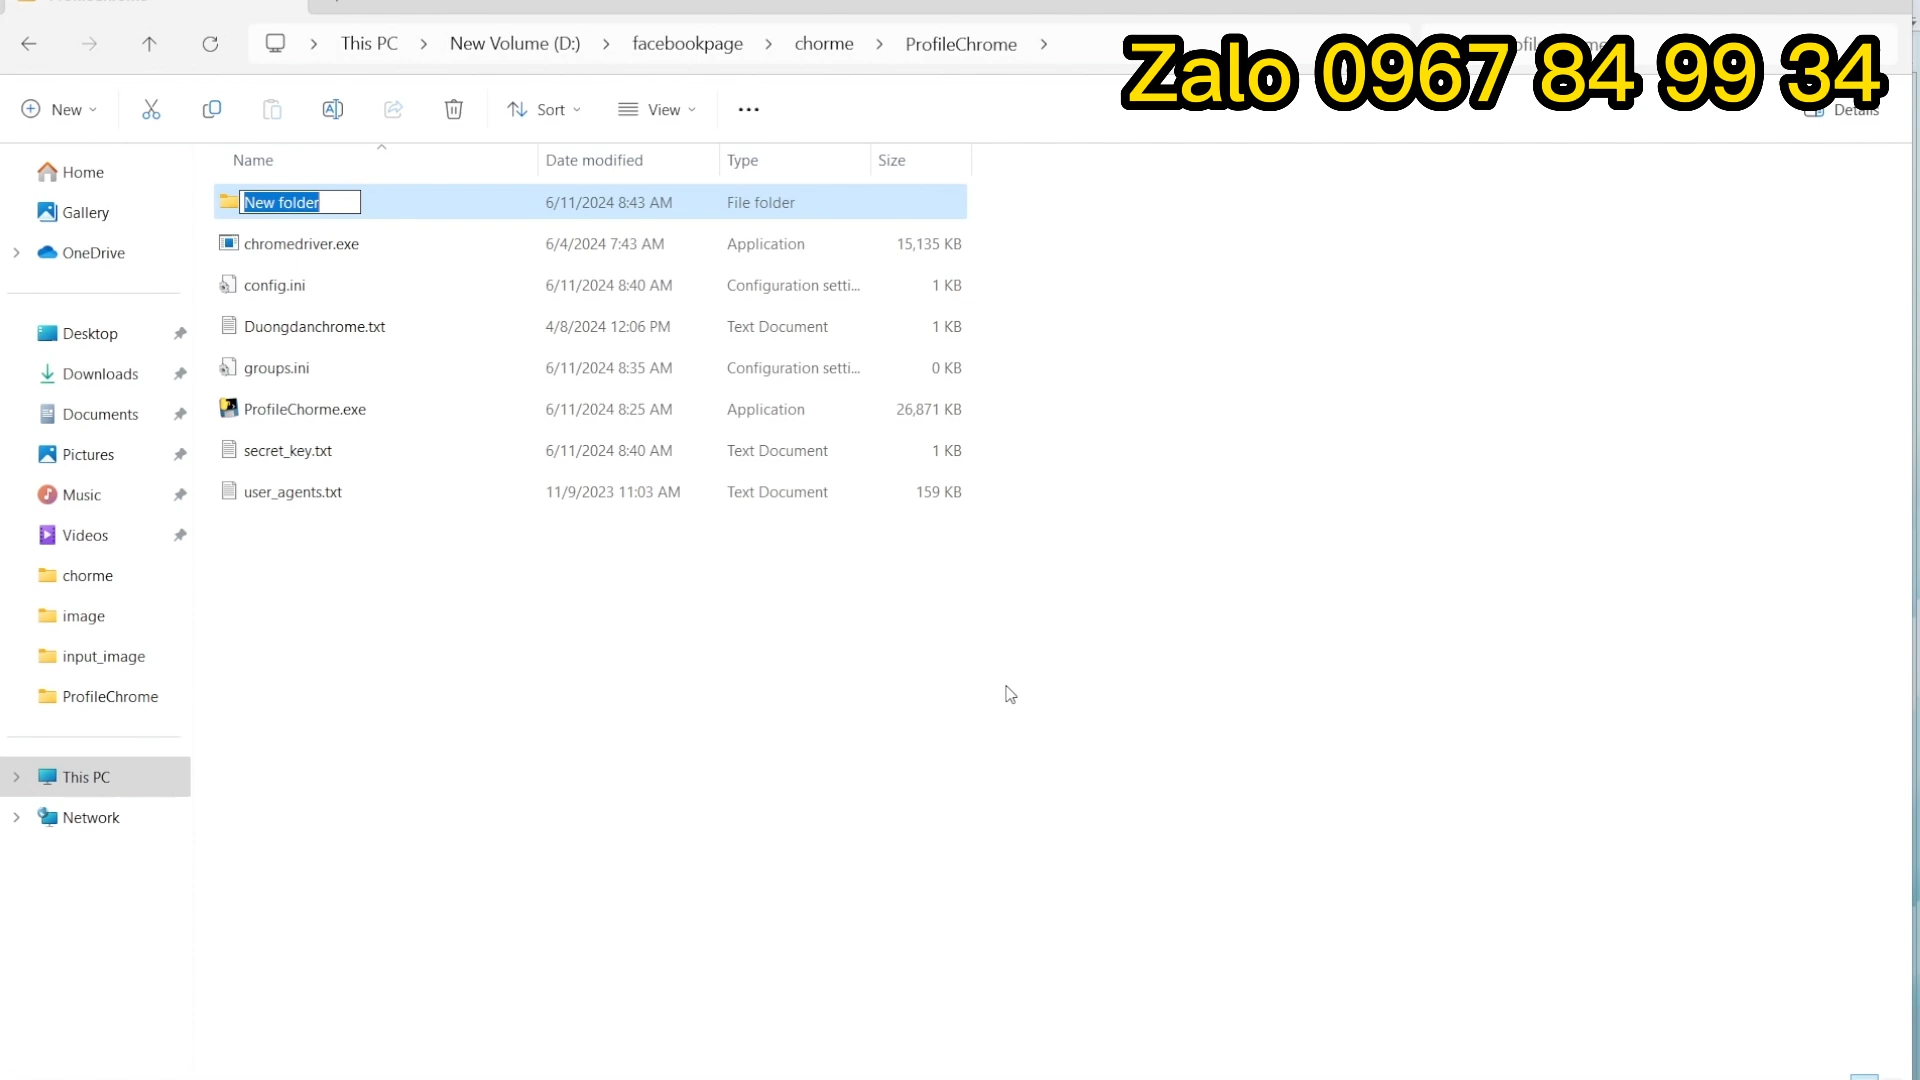 This PC > New Volume (D:) > facebookpage > chorme > ProfileChrome >
Zalo 0967 84 99 34
New
Sort
View
Details
Name Date modified Type Size
New folder 6/11/2024 8:43 AM File folder
chromedriver.exe 6/4/2024 7:43 AM Application 15,135 KB
config.ini 6/11/2024 8:40 AM Configuration setti... 1 KB
Duongdanchrome.txt 4/8/2024 12:06 PM Text Document 1 KB
groups.ini 6/11/2024 8:35 AM Configuration setti... 0 KB
ProfileChorme.exe 6/11/2024 8:25 AM Application 26,871 KB
secret_key.txt 6/11/2024 8:40 AM Text Document 1 KB
user_agents.txt 11/9/2023 11:03 AM Text Document 159 KB
Home
Gallery
OneDrive
Desktop
Downloads
Documents
Pictures
Music
Videos
chorme
image
input_image
ProfileChrome
This PC
Network